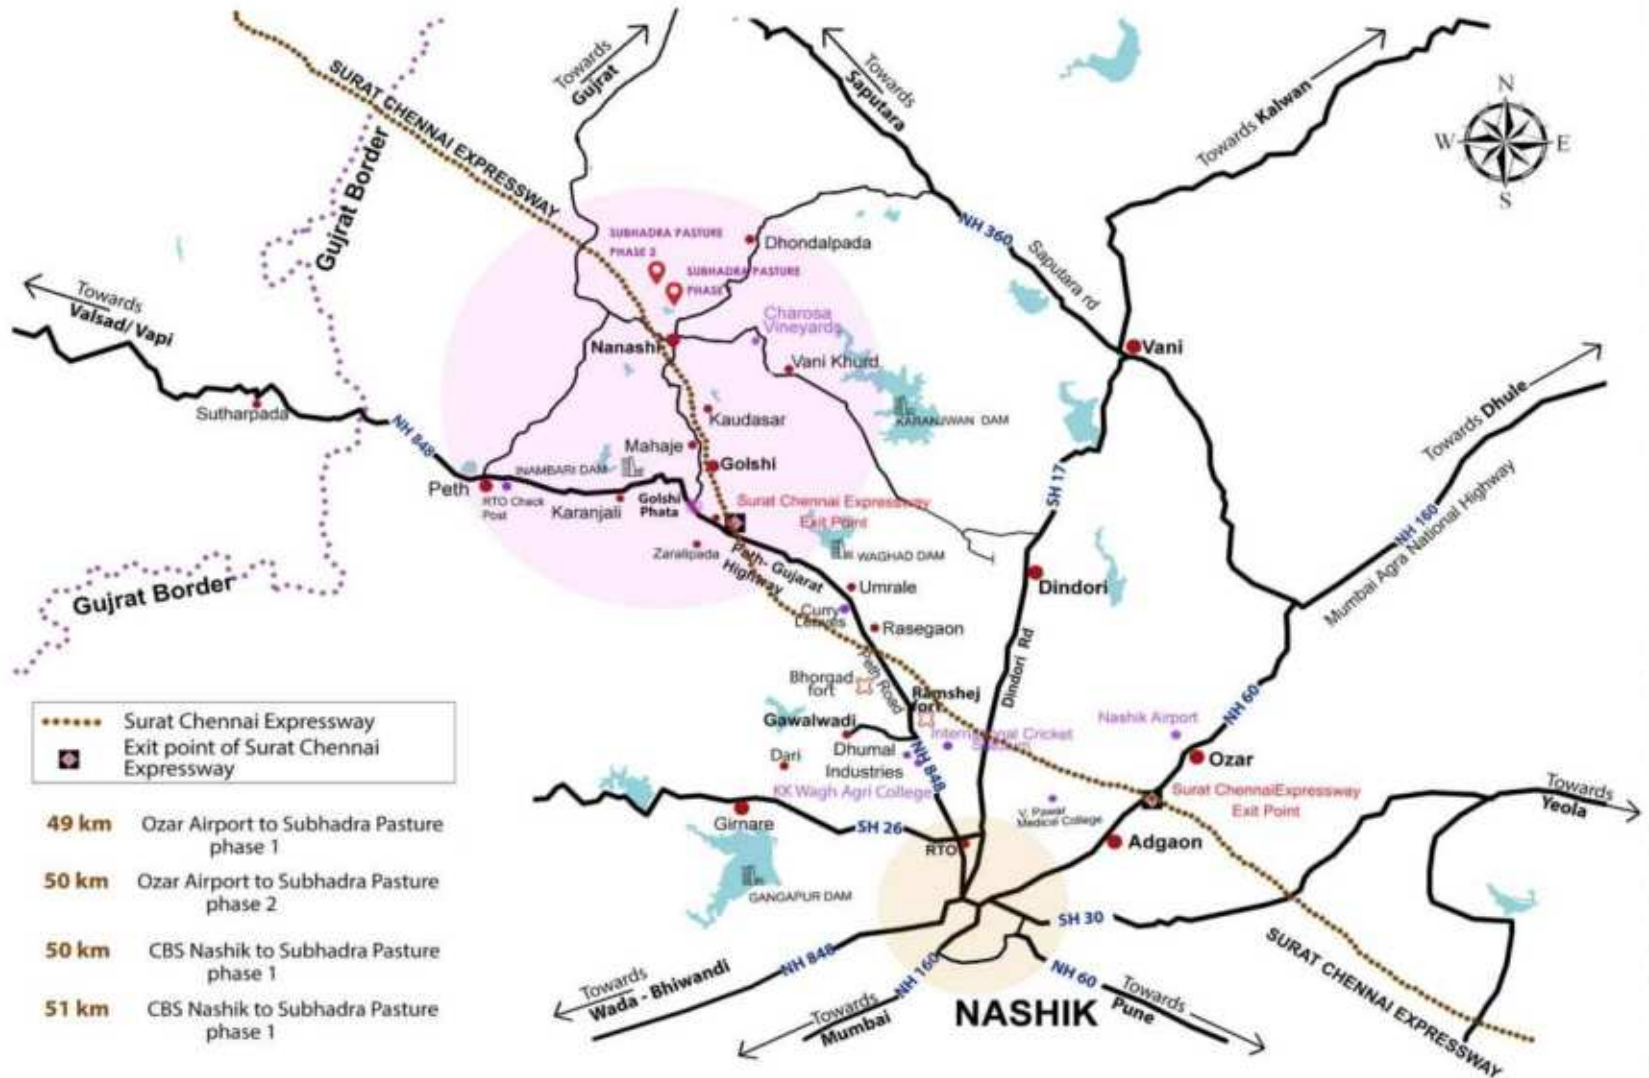 Towards
Gujrat
Towards
Saputara
Towards Kalwan
N
W
E
S
SURAT CHENNAI EXPRESSWAY
Gujrat Border
SUBHADRA PASTURE
PHASE 2
SUBHADRA PASTURE
PHASE
Dhondalpada
NH 360
Saputara rd
Towards
Valsad/ Vapi
Charosa
Vineyards
Nanashi
Vani Khurd
Vani
Sutharpada
NH 848
Kaudasar
KARANJWAN DAM
Towards Dhule
Mahaje
Golshi
INAMBARI DAM
Peth
RTO Check
Post
Karanjali
Golshi
Phata
Surat Chennai Expressway
Exit Point
SH 17
NH 160
Mumbai Agra National Highway
Zaralipada
WAGHAD DAM
Peth- Gujarat
Highway
Umrale
Dindori
Gujrat Border
Curry
Leaves
Rasegaon
Peth Road
Dindori Rd
Bhorgad
fort
Ramshej
fort
Surat Chennai Expressway
Exit point of Surat Chennai
Expressway
Gawalwadi
International Cricket
Stadium
Nashik Airport
NH 60
Dhumal
Industries
Dari
NH 848
Ozar
KK Wagh Agri College
Surat ChennaiExpressway
Exit Point
Towards
Yeola
V. Pawar
Medical College
Girnare
SH 26
RTO
Adgaon
49 km Ozar Airport to Subhadra Pasture
phase 1
50 km Ozar Airport to Subhadra Pasture
phase 2
50 km CBS Nashik to Subhadra Pasture
phase 1
51 km CBS Nashik to Subhadra Pasture
phase 1
GANGAPUR DAM
SH 30
NH 848
NH 160
NH 60
Towards
Wada - Bhiwandi
Towards
Mumbai
NASHIK
Towards
Pune
SURAT CHENNAI EXPRESSWAY